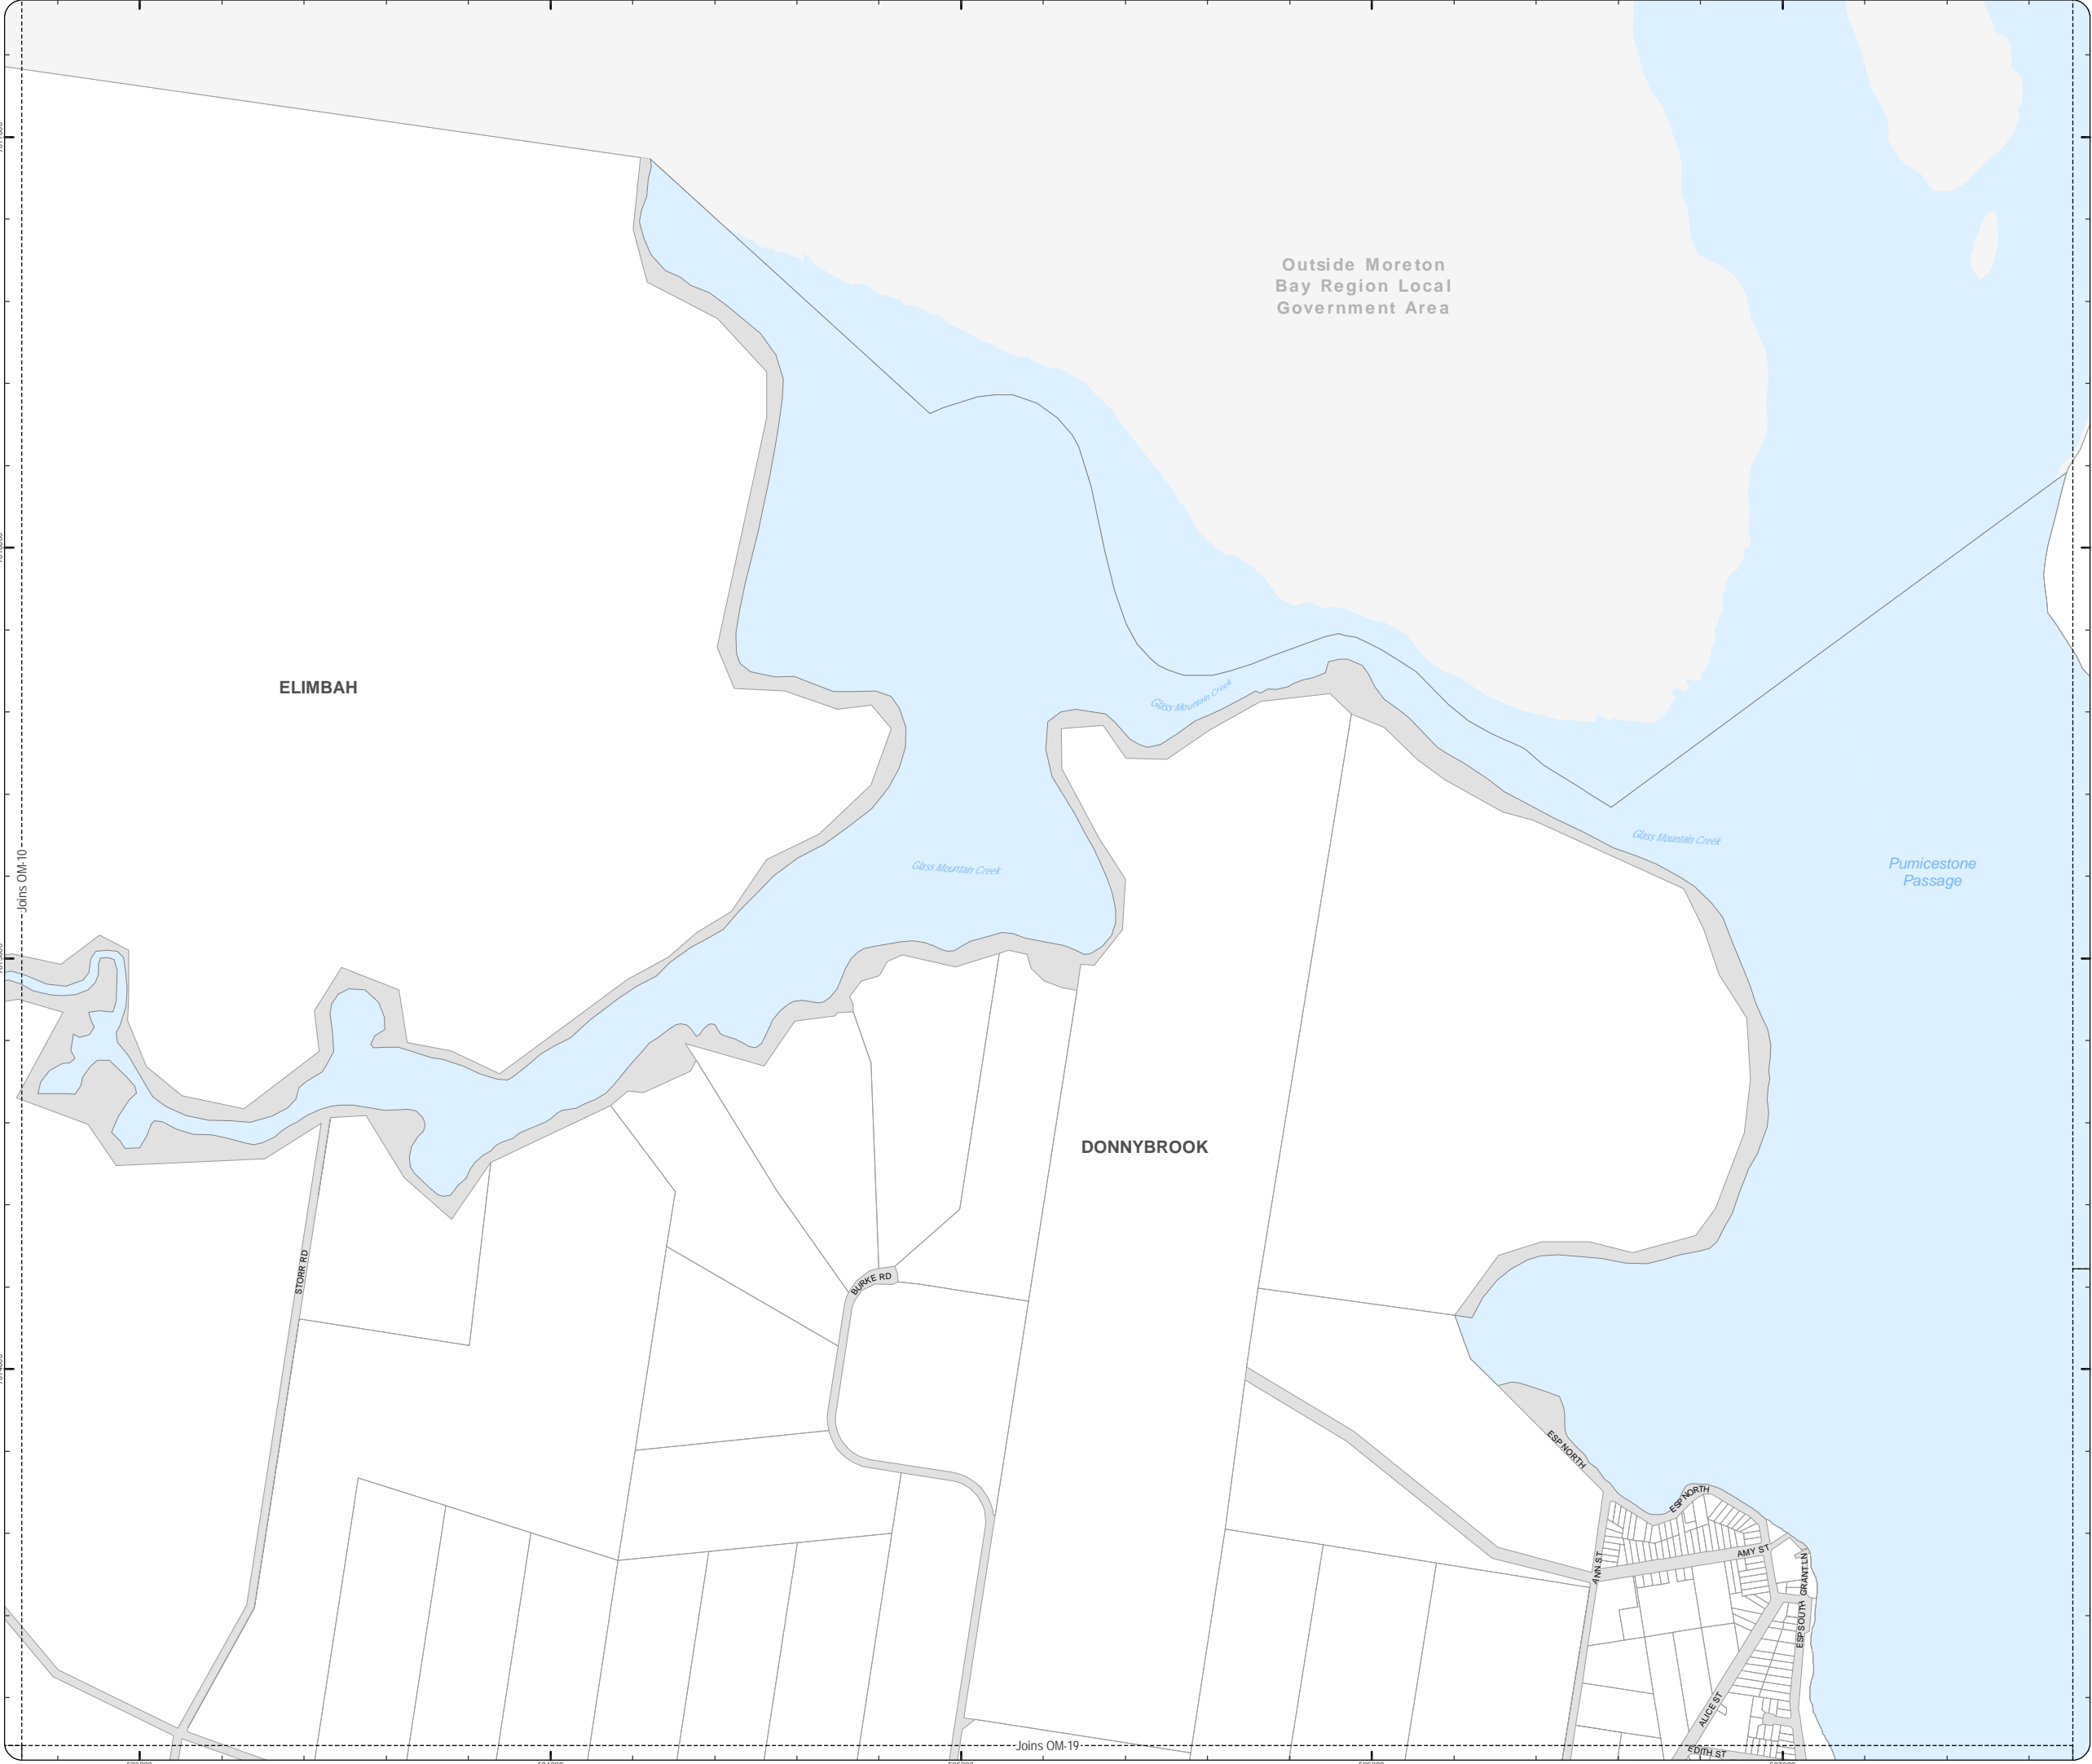 Outside Moreton
Bay Region Local
Government Area
ELIMBAH
Glass Mountain Creek
Glass Mountain Creek
Glass Mountain Creek
Pumicestone
Passage
Joins OM-10
DONNYBROOK
STORR RD
BURKE RD
ESP NORTH
ESP NORTH
AMY ST
ANN ST
GRANT LN
ESP SOUTH
ALICE ST
EDITH ST
Joins OM-19